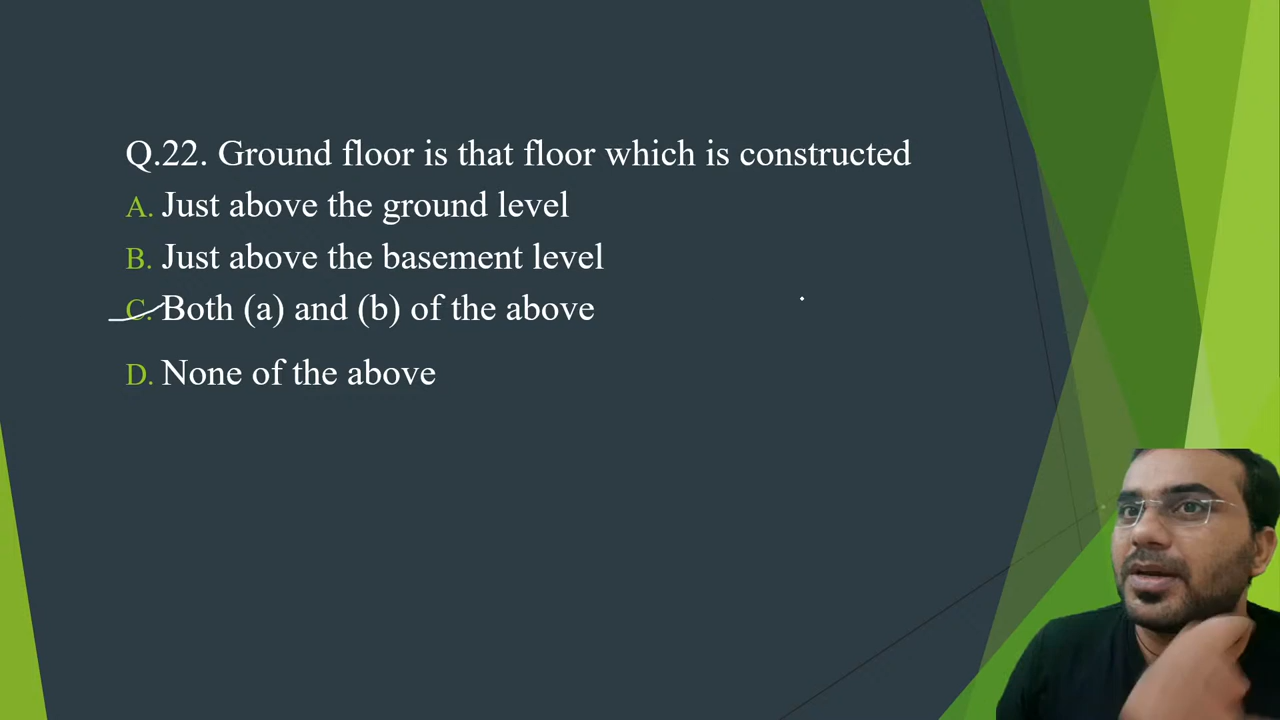 Q.22. Ground floor is that floor which is constructed
A. Just above the ground level
B. Just above the basement level
C. Both (a) and (b) of the above
D. None of the above